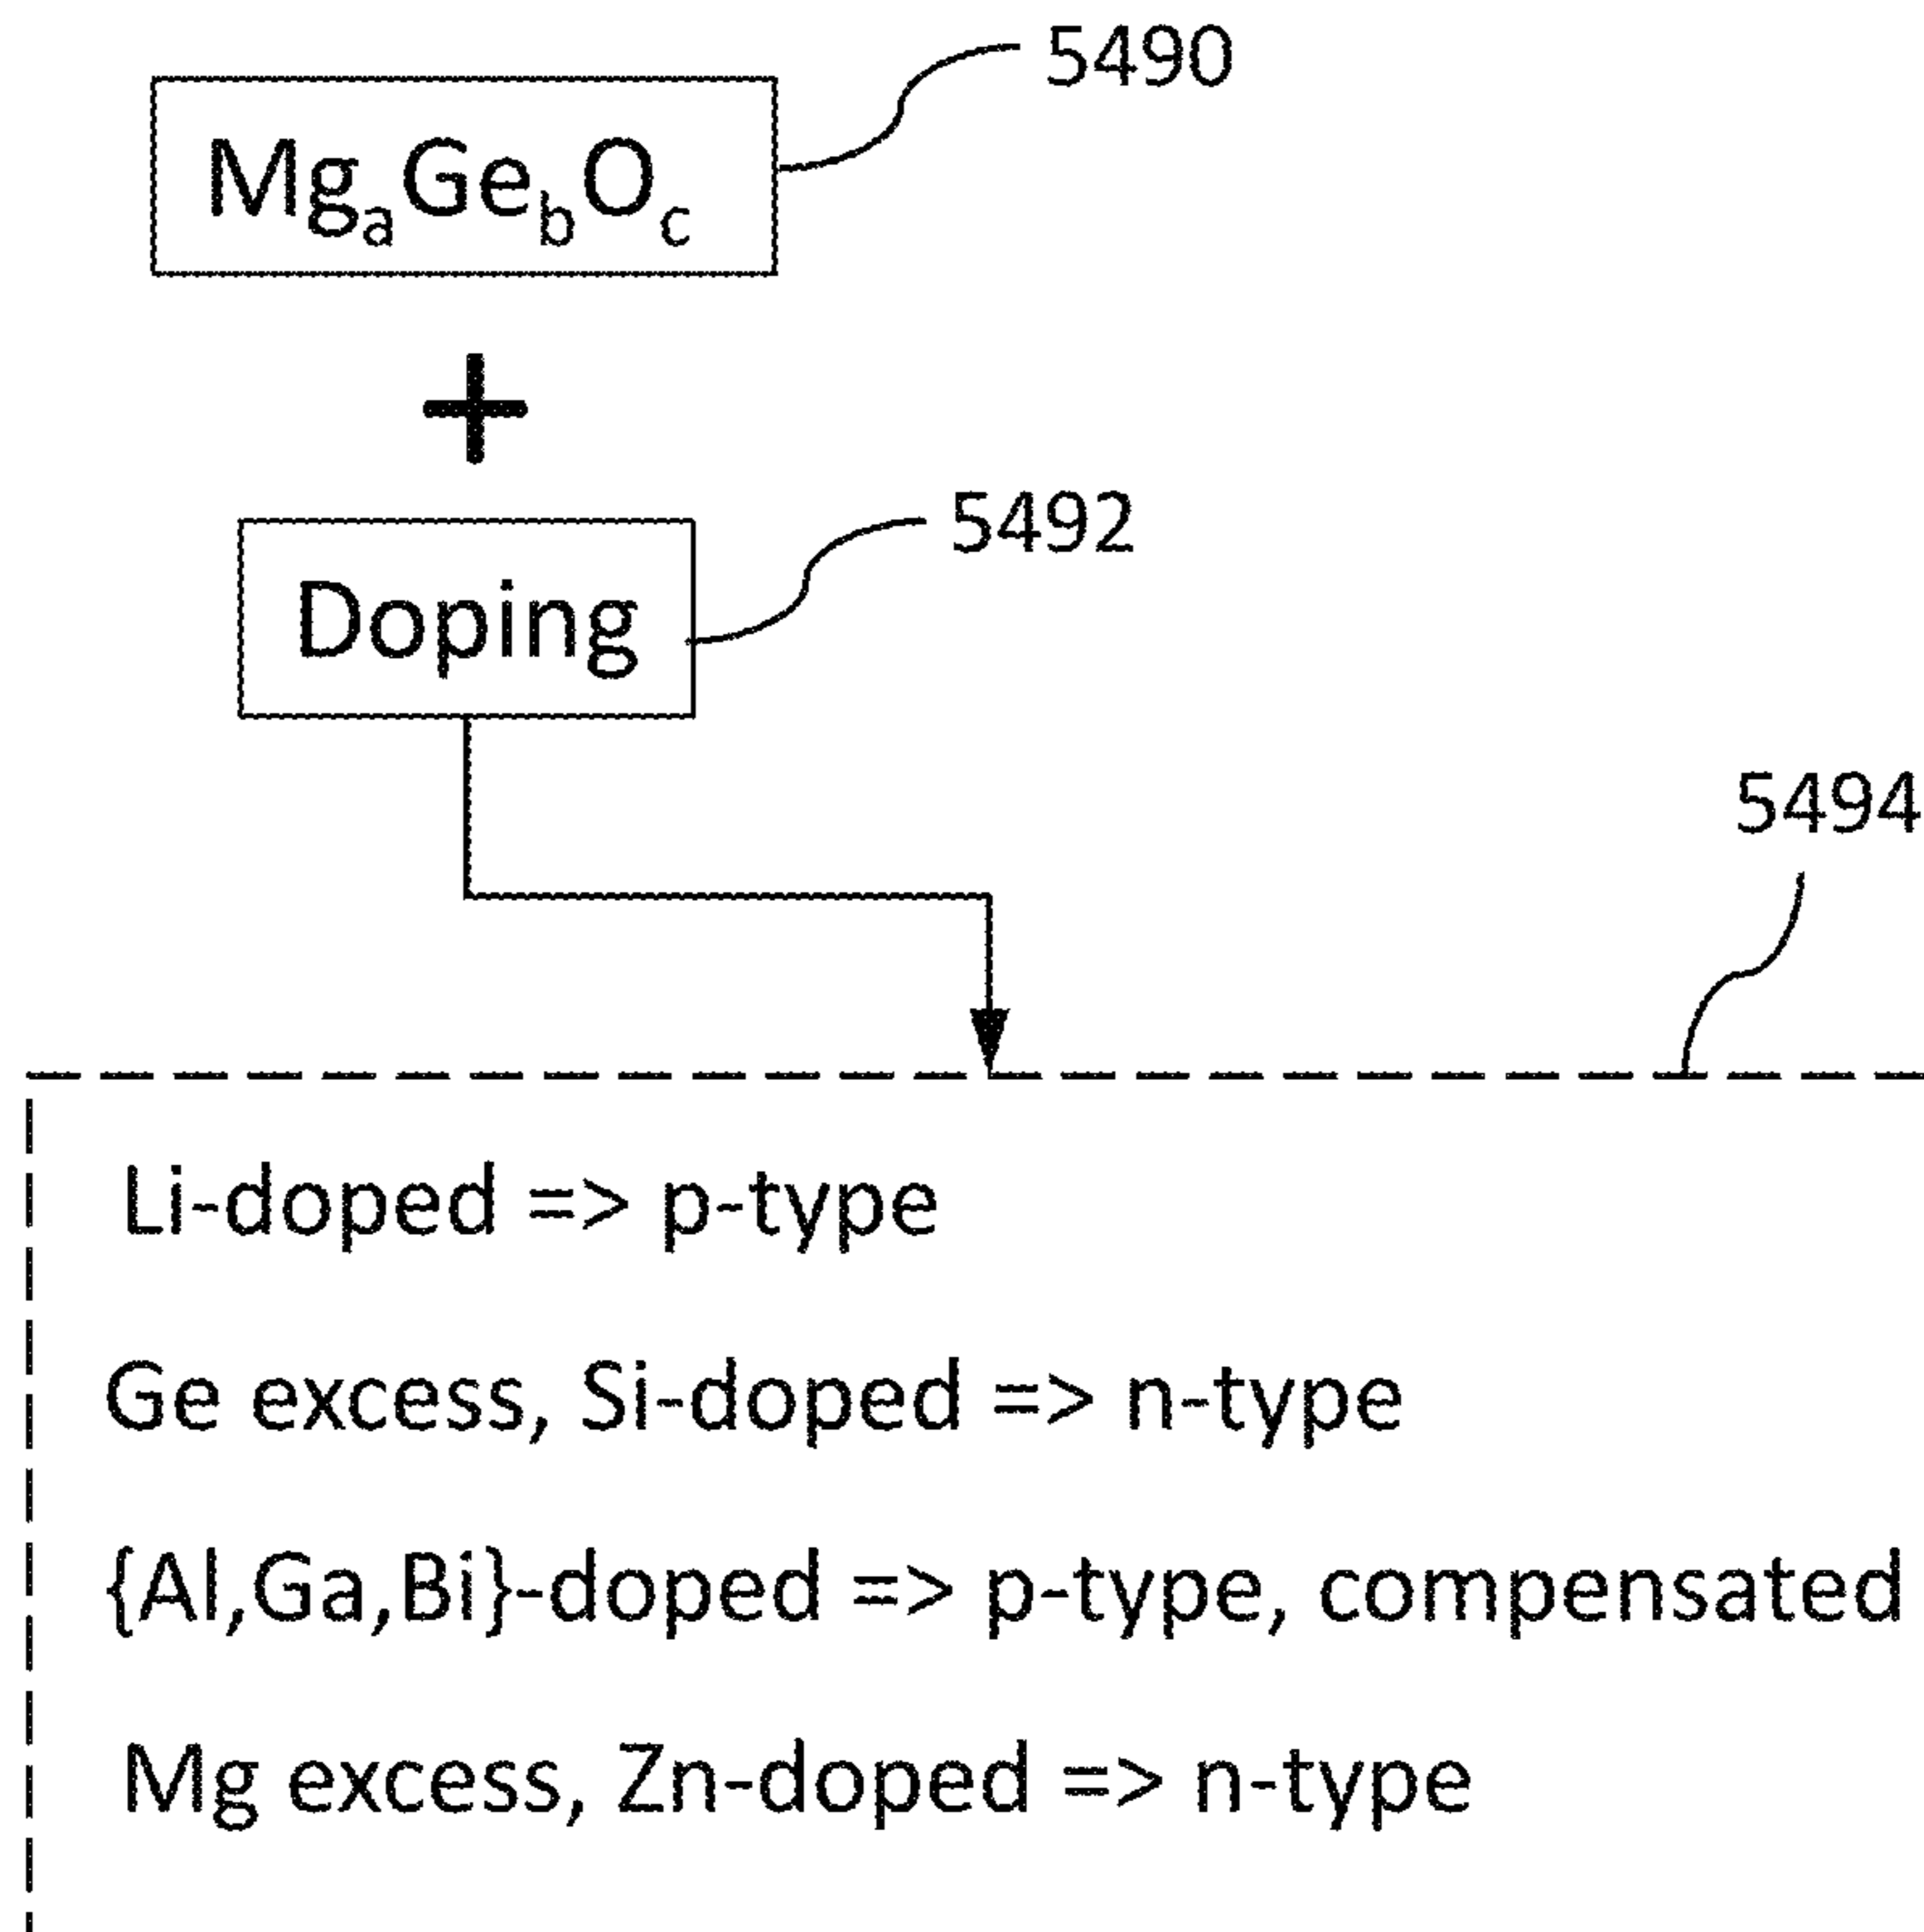 5490
Mg_aGe_bO_c
+
5492
Doping
5494
Li-doped => p-type
Ge excess, Si-doped => n-type
{Al,Ga,Bi}-doped => p-type, compensated
Mg excess, Zn-doped => n-type